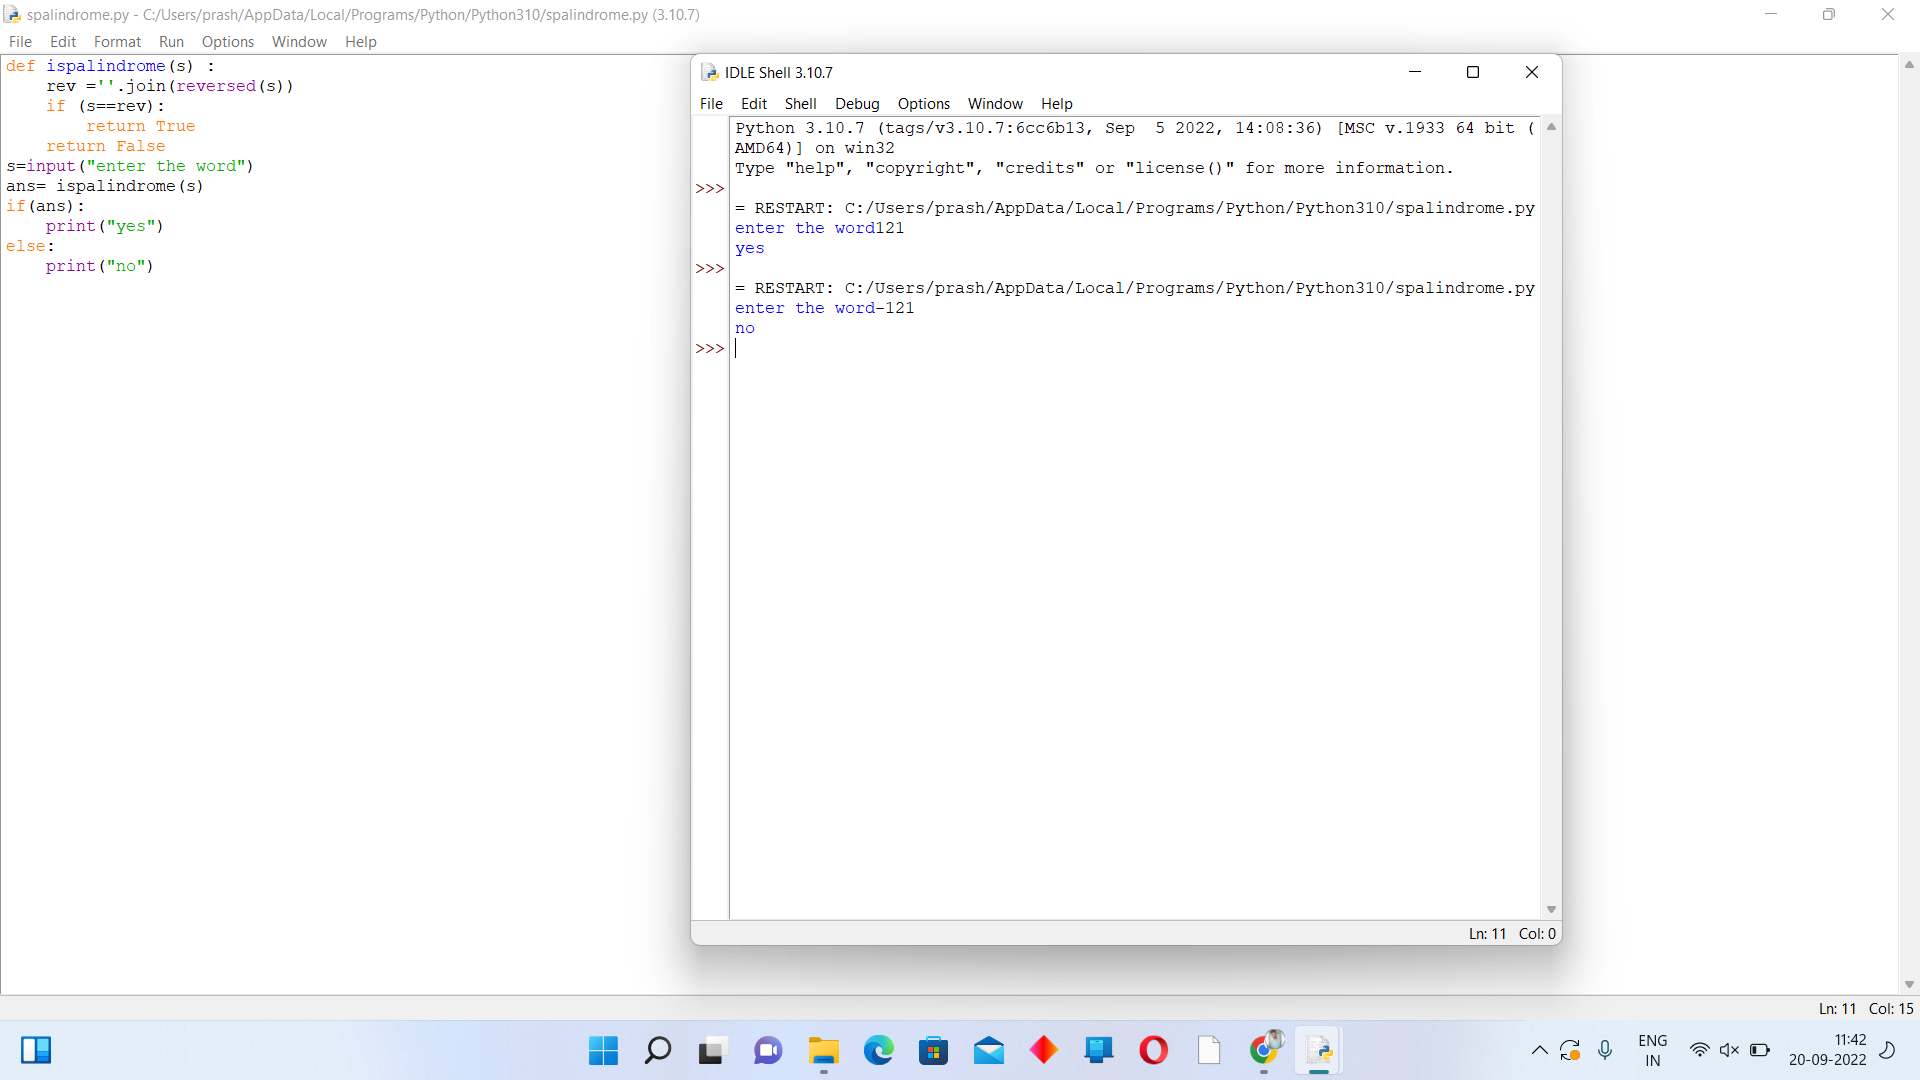 spalindrome.py - C:/Users/prash/AppData/Local/Programs/Python/Python310/spalindrome.py (3.10.7)
File Edit Format Run Options Window Help
def ispalindrome(s) :
    rev =''.join(reversed(s))
    if (s==rev):
        return True
    return False
s=input("enter the word")
ans= ispalindrome(s)
if(ans):
    print("yes")
else:
    print("no")
IDLE Shell 3.10.7
File Edit Shell Debug Options Window Help
Python 3.10.7 (tags/v3.10.7:6cc6b13, Sep  5 2022, 14:08:36) [MSC v.1933 64 bit (
AMD64)] on win32
Type "help", "copyright", "credits" or "license()" for more information.
>>>
= RESTART: C:/Users/prash/AppData/Local/Programs/Python/Python310/spalindrome.py
enter the word121
yes
>>>
= RESTART: C:/Users/prash/AppData/Local/Programs/Python/Python310/spalindrome.py
enter the word-121
no
>>>
Ln: 11 Col: 0
Ln: 11 Col: 15
ENG
IN
11:42
20-09-2022